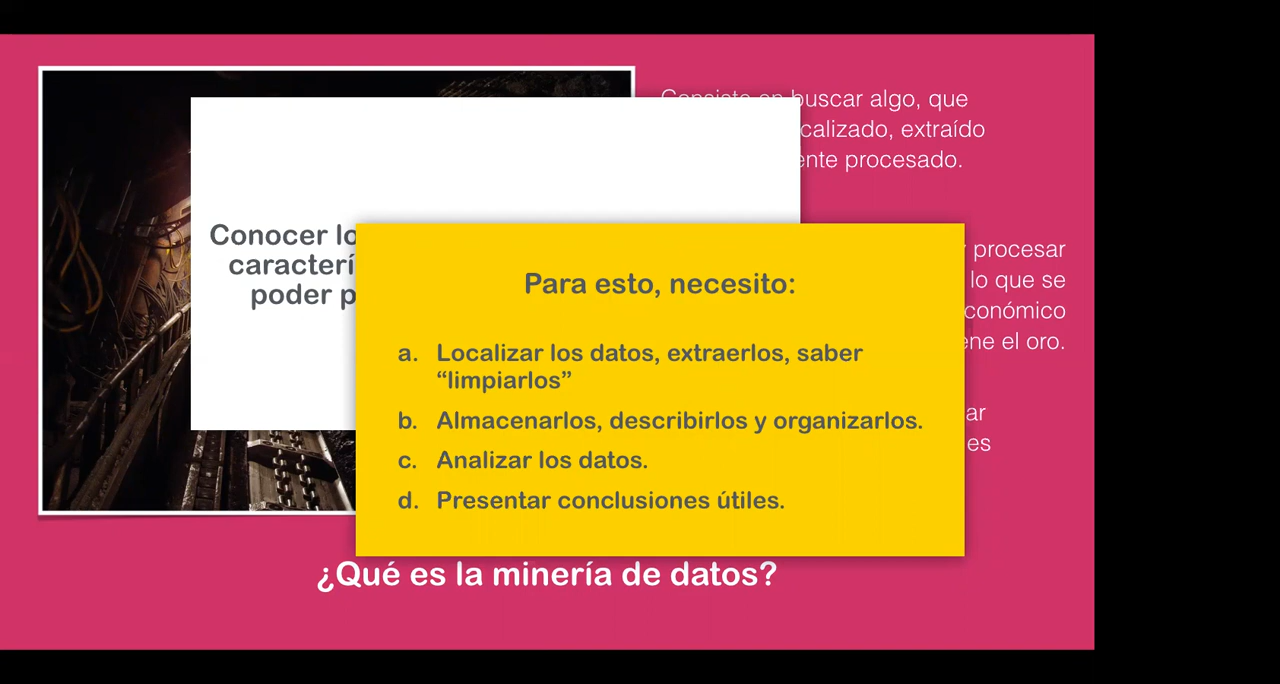 buscar algo, que
calizado, extraído
ente procesado.
Conocer lo
caracterí
poder p
procesar
lo que se
conómico
ene el oro.
ar
es
Para esto, necesito:
a. Localizar los datos, extraerlos, saber
“limpiarlos”
b. Almacenarlos, describirlos y organizarlos.
c. Analizar los datos.
d. Presentar conclusiones útiles.
¿Qué es la minería de datos?